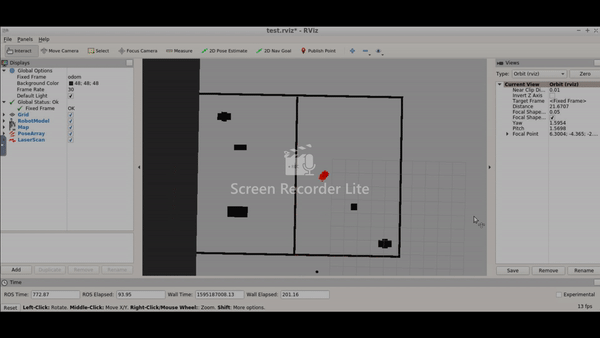 test.rviz* - RViz
File Panels Help
Interact Move Camera Select Focus Camera Measure 2D Pose Estimate 2D Nav Goal Publish Point
Displays
Global Options
Fixed Frame odom
Background Color 48; 48; 48
Frame Rate 30
Default Light
Global Status: Ok
Fixed Frame OK
Grid
RobotModel
Map
PoseArray
LaserScan
Add Duplicate Remove Rename
Screen Recorder Lite
Views
Type: Orbit (rviz) Zero
Current View Orbit (rviz)
Near Clip Di... 0.01
Invert Z Axis
Target Frame <Fixed Frame>
Distance 21.6707
Focal Shape... 0.05
Focal Shape...
Yaw 1.5954
Pitch 1.5698
Focal Point 6.3004; -4.365; -2...
Save Remove Rename
Time
ROS Time: 772.87 ROS Elapsed: 93.95 Wall Time: 1595187008.13 Wall Elapsed: 201.16 Experimental
Reset Left-Click: Rotate. Middle-Click: Move X/Y. Right-Click/Mouse Wheel: Zoom. Shift: More options. 13 fps